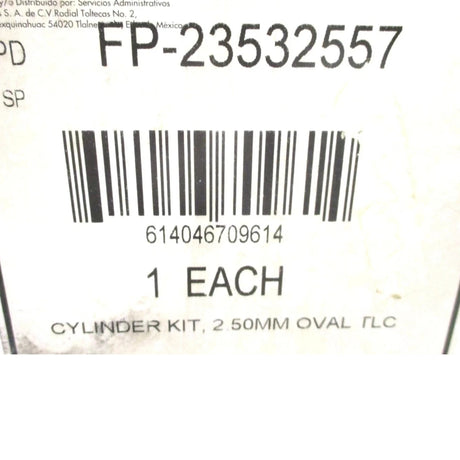 y/o Distribuido por: Servicios Administrativos
S. A. de C.V. Radial Toltecas No. 2,
México
54020
PD FP-23532557
SP
614046709614
1 EACH
CYLINDER KIT, 2.50MM OVAL TLC